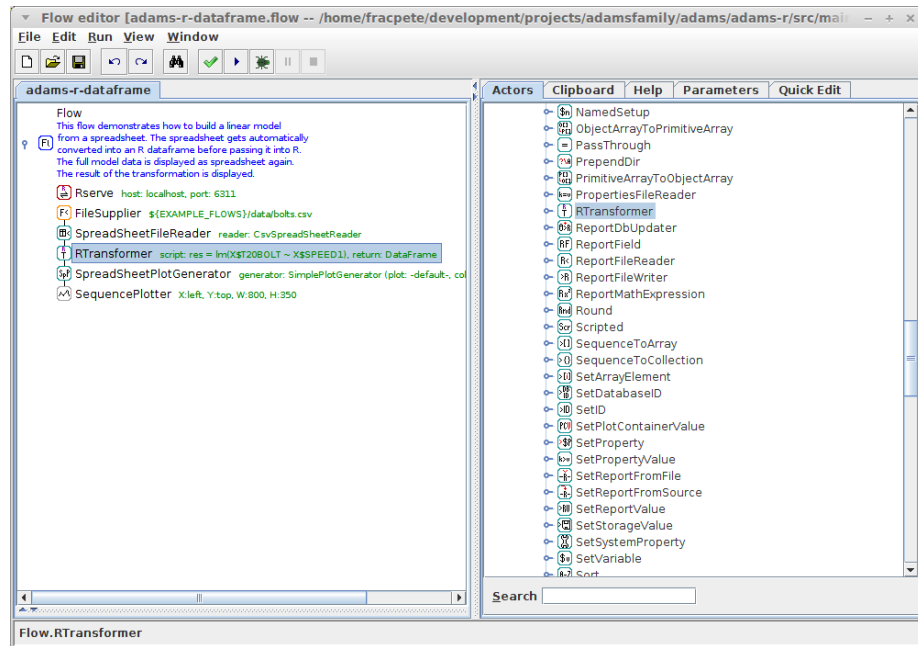 Flow editor [adams-r-dataframe.flow -- /home/fracpete/development/projects/adamsfamily/adams/adams-r/src/mai
File Edit Run View Window
adams-r-dataframe
Flow
This flow demonstrates how to build a linear model
from a spreadsheet. The spreadsheet gets automatically
converted into an R dataframe before passing it into R.
The full model data is displayed as spreadsheet again.
The result of the transformation is displayed.
Rserve host: localhost, port: 6311
FileSupplier ${EXAMPLE_FLOWS}/data/bolts.csv
SpreadSheetFileReader reader: CsvSpreadSheetReader
RTransformer script: res = lm(X$T20BOLT ~ X$SPEED1), return: DataFrame
SpreadSheetPlotGenerator generator: SimplePlotGenerator (plot: -default-, col
SequencePlotter X:left, Y:top, W:800, H:350
Actors Clipboard Help Parameters Quick Edit
NamedSetup
ObjectArrayToPrimitiveArray
PassThrough
PrependDir
PrimitiveArrayToObjectArray
PropertiesFileReader
RTransformer
ReportDbUpdater
ReportField
ReportFileReader
ReportFileWriter
ReportMathExpression
Round
Scripted
SequenceToArray
SequenceToCollection
SetArrayElement
SetDatabaseID
SetID
SetPlotContainerValue
SetProperty
SetPropertyValue
SetReportFromFile
SetReportFromSource
SetReportValue
SetStorageValue
SetSystemProperty
SetVariable
Sort
Search
Flow.RTransformer